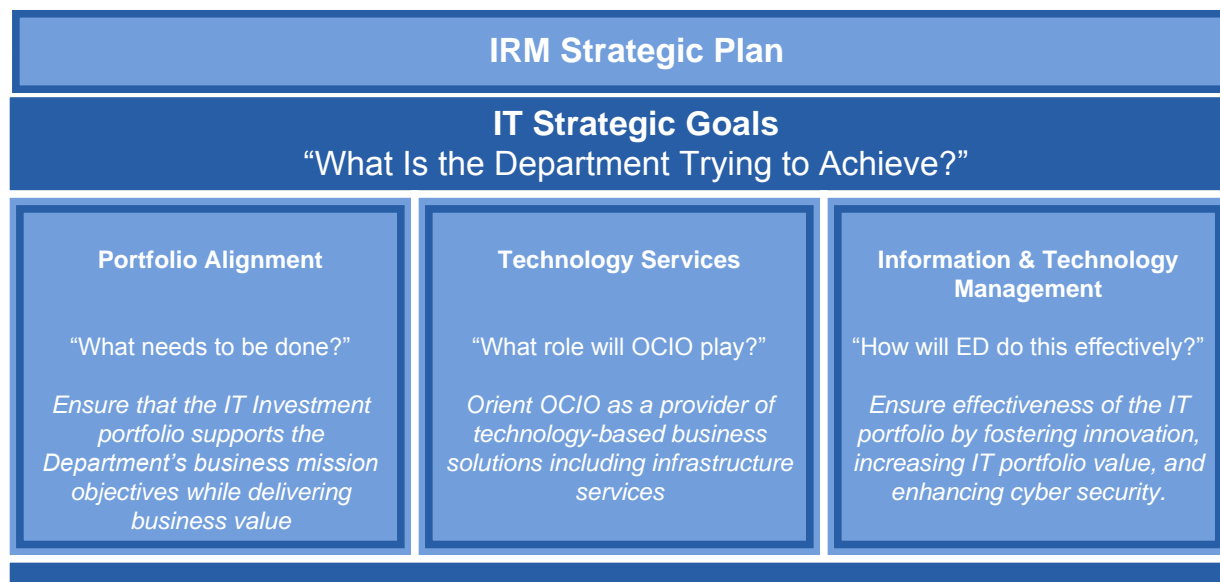 IRM Strategic Plan
IT Strategic Goals
“What Is the Department Trying to Achieve?”
Portfolio Alignment
“What needs to be done?”
Ensure that the IT Investment
portfolio supports the
Department’s business mission
objectives while delivering
business value
Technology Services
“What role will OCIO play?”
Orient OCIO as a provider of
technology-based business
solutions including infrastructure
services
Information & Technology
Management
“How will ED do this effectively?”
Ensure effectiveness of the IT
portfolio by fostering innovation,
increasing IT portfolio value, and
enhancing cyber security.